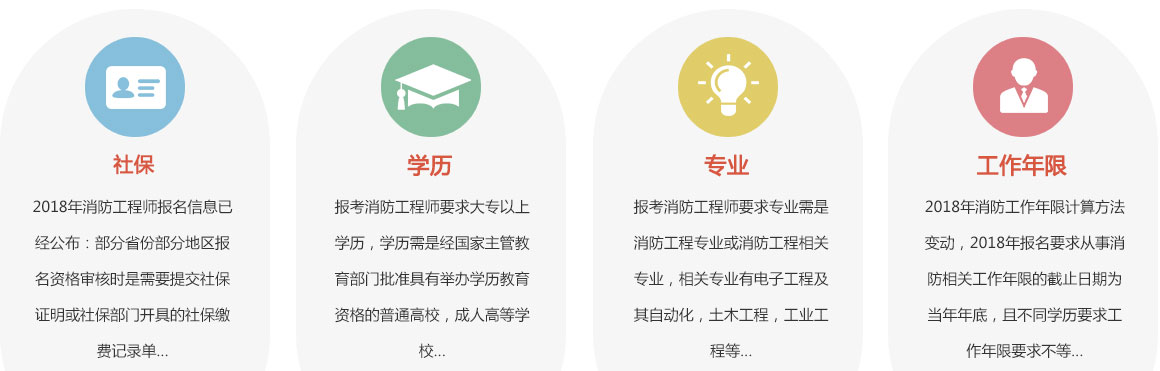 社保
2018年消防工程师报名信息已
经公布：部分省份部分地区报
名资格审核时是需要提交社保
证明或社保部门开具的社保缴
费记录单...
学历
报考消防工程师要求大专以上
学历，学历需是经国家主管教
育部门批准具有举办学历教育
资格的普通高校，成人高等学
校...
专业
报考消防工程师要求专业需是
消防工程专业或消防工程相关
专业，相关专业有电子工程及
其自动化，土木工程，工业工
程等...
工作年限
2018年消防工作年限计算方法
变动，2018年报名要求从事消
防相关工作年限的截止日期为
当年年底，且不同学历要求工
作年限要求不等...